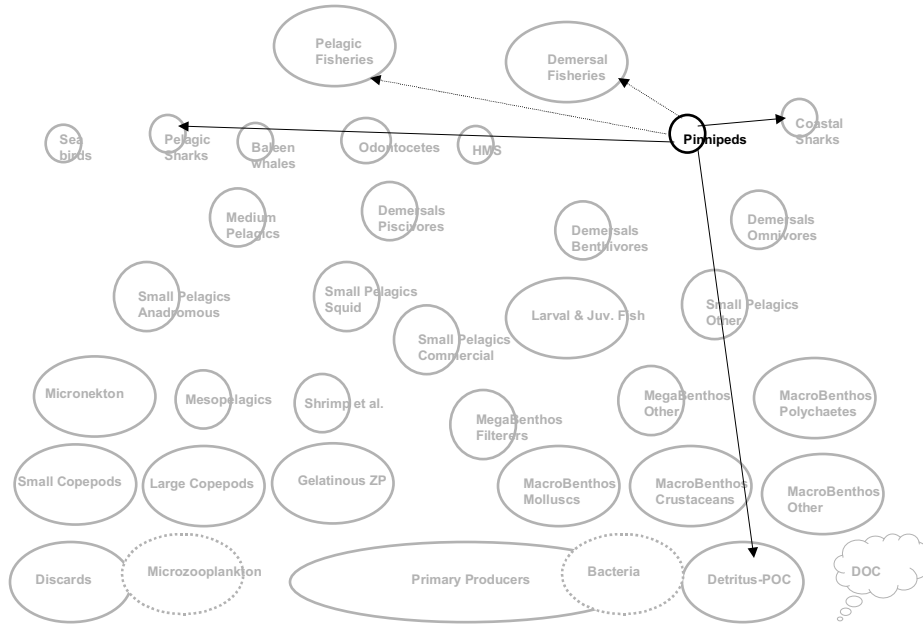 Pelagic
Fisheries
Demersal
Fisheries
Sea
birds
Pelagic
Sharks
Baleen
whales
Odontocetes
HMS
Pinnipeds
Coastal
Sharks
Medium
Pelagics
Demersals
Piscivores
Demersals
Benthivores
Demersals
Omnivores
Small Pelagics
Anadromous
Small Pelagics
Squid
Small Pelagics
Commercial
Larval & Juv. Fish
Small Pelagics
Other
Micronekton
Mesopelagics
Shrimp et al.
MegaBenthos
Filterers
MegaBenthos
Other
MacroBenthos
Polychaetes
Small Copepods
Large Copepods
Gelatinous ZP
MacroBenthos
Molluscs
MacroBenthos
Crustaceans
MacroBenthos
Other
Discards
Microzooplankton
Primary Producers
Bacteria
Detritus-POC
DOC